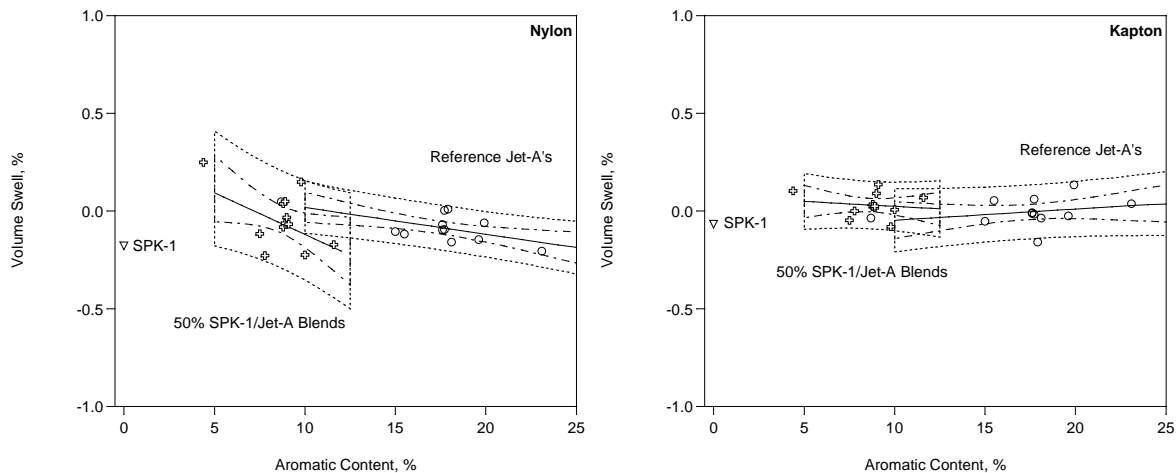 1.0
Nylon
0.5
Reference Jet-A's
0.0
SPK-1
50% SPK-1/Jet-A Blends
-0.5
-1.0
0 5 10 15 20 25
Aromatic Content, %
Volume Swell, %
1.0
Kapton
0.5
Reference Jet-A's
0.0
SPK-1
50% SPK-1/Jet-A Blends
-0.5
-1.0
0 5 10 15 20 25
Aromatic Content, %
Volume Swell, %